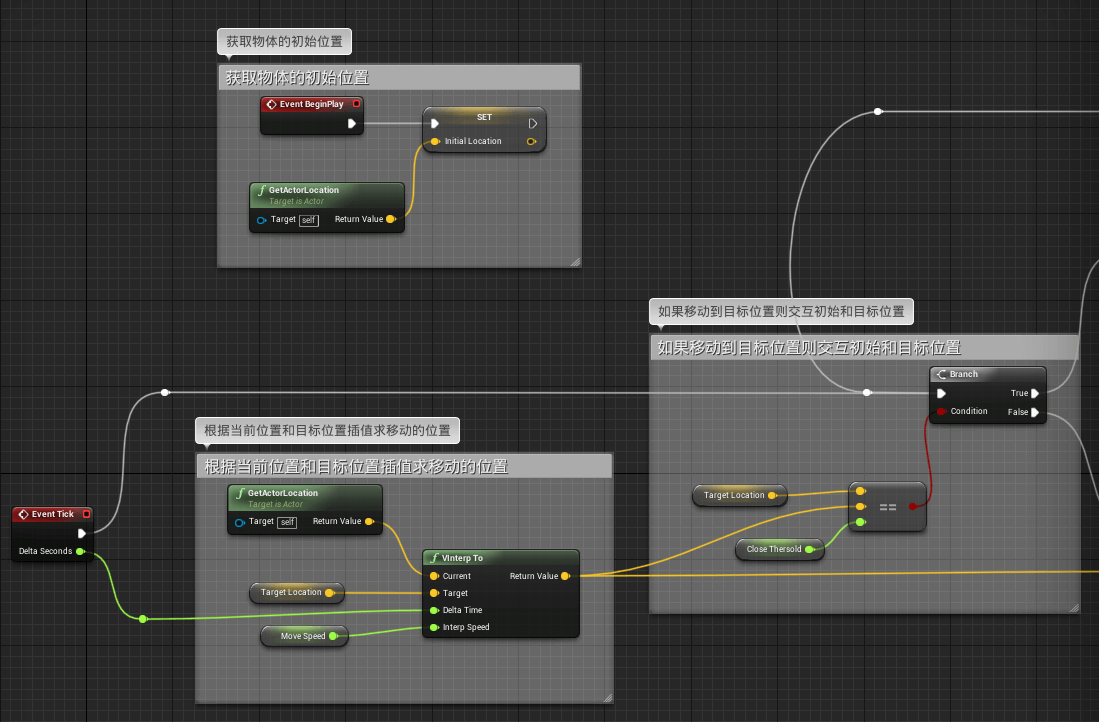 获取物体的初始位置
获取物体的初始位置
Event BeginPlay
SET
Initial Location
GetActorLocation
Target is Actor
Target self Return Value
如果移动到目标位置则交互初始和目标位置
如果移动到目标位置则交互初始和目标位置
Branch
True
Condition False
Target Location
==
Close Thersold
根据当前位置和目标位置插值求移动的位置
根据当前位置和目标位置插值求移动的位置
Event Tick
Delta Seconds
GetActorLocation
Target is Actor
Target self Return Value
VInterp To
Current Return Value
Target
Delta Time
Interp Speed
Target Location
Move Speed